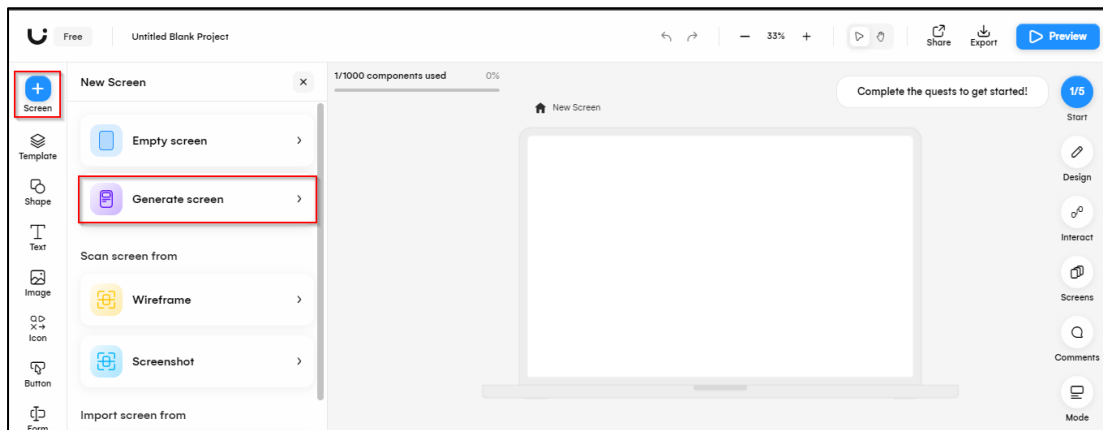 Free
Untitled Blank Project
33%
Share
Export
Preview
Screen
Template
Shape
Text
Image
Icon
Button
Form
New Screen
Empty screen
Generate screen
Scan screen from
Wireframe
Screenshot
Import screen from
1/1000 components used 0%
New Screen
Complete the quests to get started!
1/5
Start
Design
Interact
Screens
Comments
Mode